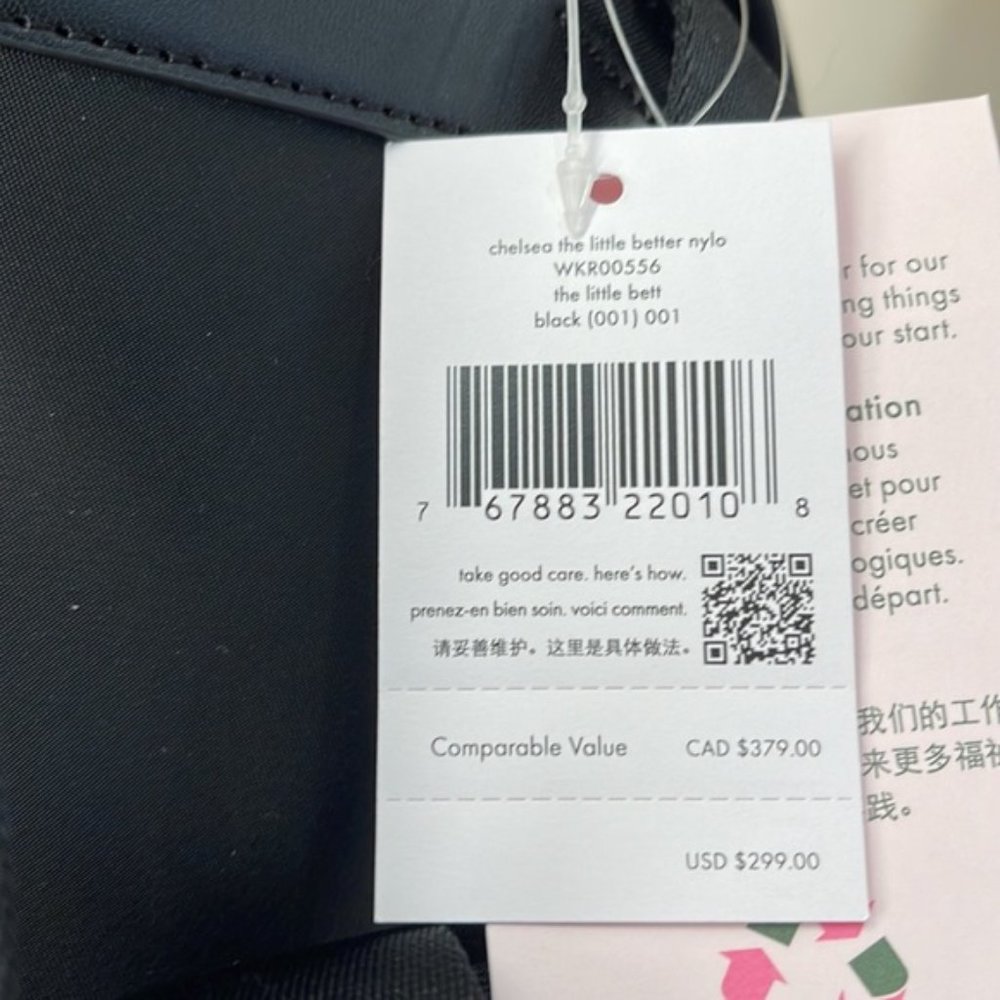 chelsea the little better nylo
WKR00556
the little bett
black (001) 001
7 67883 22010 8
take good care. here's how.
prenez-en bien soin. voici comment.
请妥善维护。这里是具体做法。
Comparable Value CAD $379.00
USD $299.00
r for our
ng things
our start.
ation
ous
et pour
créer
ogiques.
départ.
我们的工作
来更多福祉
践。